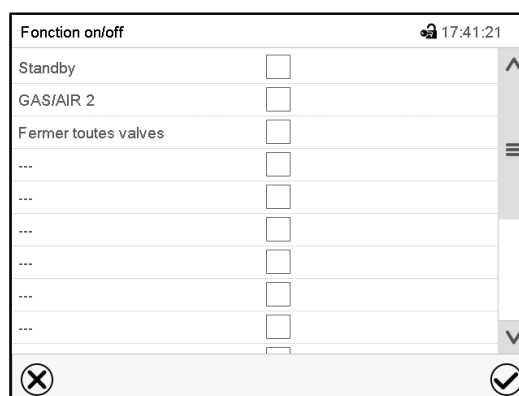 Fonction on/off 17:41:21
Standby
GAS/AIR 2
Fermer toutes valves
---
---
---
---
---
---